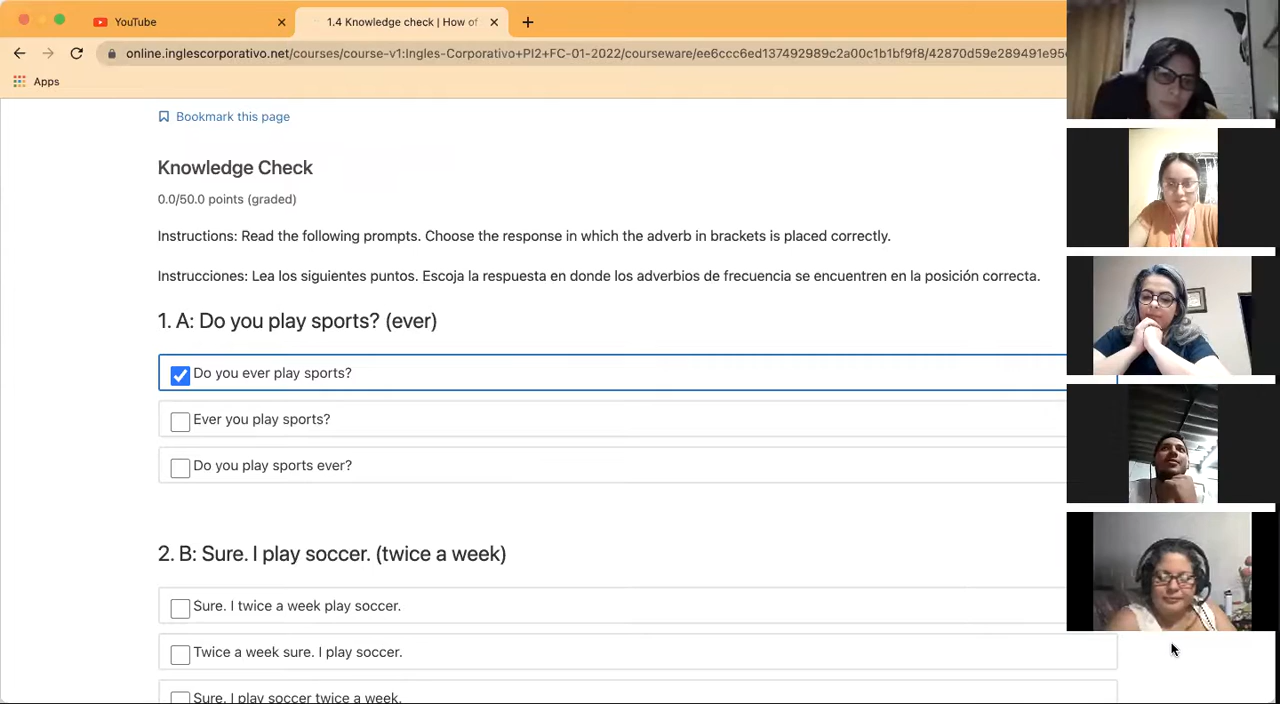 YouTube
1.4 Knowledge check | How of
online.inglescorporativo.net/courses/course-v1:Ingles-Corporativo+PI2+FC-01-2022/courseware/ee6ccc6ed137492989c2a00c1b1bf9f8/42870d59e289491e95
Apps
Bookmark this page
Knowledge Check
0.0/50.0 points (graded)
Instructions: Read the following prompts. Choose the response in which the adverb in brackets is placed correctly.
Instrucciones: Lea los siguientes puntos. Escoja la respuesta en donde los adverbios de frecuencia se encuentren en la posición correcta.
1. A: Do you play sports? (ever)
Do you ever play sports?
Ever you play sports?
Do you play sports ever?
2. B: Sure. I play soccer. (twice a week)
Sure. I twice a week play soccer.
Twice a week sure. I play soccer.
Sure. I play soccer twice a week.